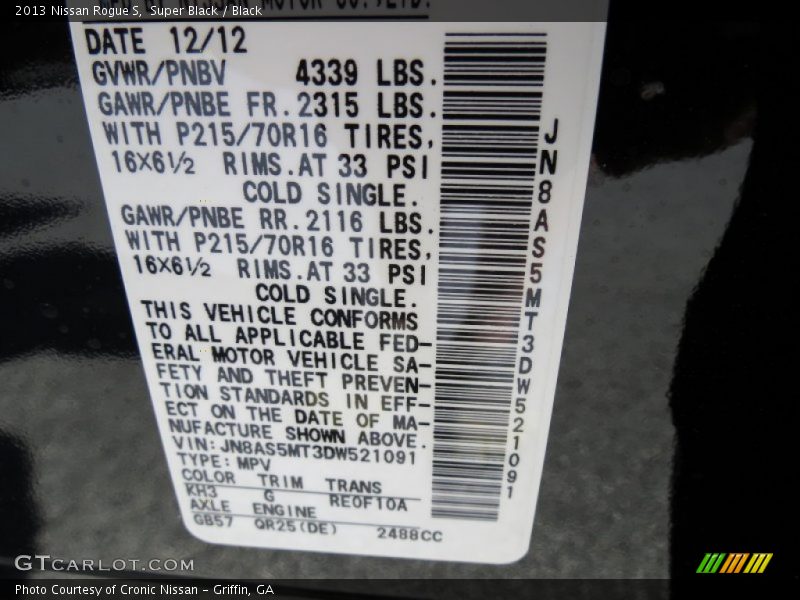 2013 Nissan Rogue S, Super Black / Black
DATE 12/12
GVWR/PNBV 4339 LBS.
GAWR/PNBE FR.2315 LBS.
WITH P215/70R16 TIRES,
16X6½ RIMS.AT 33 PSI
COLD SINGLE.
GAWR/PNBE RR.2116 LBS.
WITH P215/70R16 TIRES,
16X6½ RIMS.AT 33 PSI
COLD SINGLE.
THIS VEHICLE CONFORMS
TO ALL APPLICABLE FED-
ERAL MOTOR VEHICLE SA-
FETY AND THEFT PREVEN-
TION STANDARDS IN EFF-
ECT ON THE DATE OF MA-
NUFACTURE SHOWN ABOVE.
VIN:JN8AS5MT3DW521091
TYPE:MPV
COLOR TRIM TRANS
KH3 G RE0F10A
AXLE ENGINE
GB57 QR25(DE) 2488CC
JN8AS5MT3DW521091
GTCARLOT.COM
Photo Courtesy of Cronic Nissan – Griffin, GA